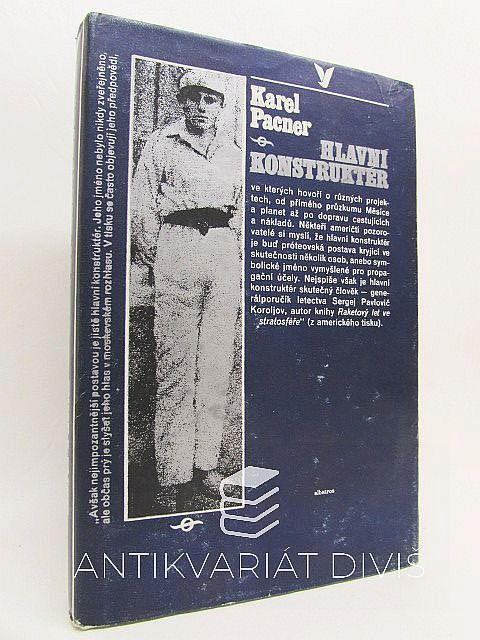 „Avšak nejimpozantnější postavou je jistě hlavní konstruktér. Jeho jméno nebylo nikdy zveřejněno,
ale občas prý je slyšet jeho hlas v moskevském rozhlasu. V tisku se často objevují jeho předpovědi,
Karel
Pacner
HLAVNÍ
KONSTRUKTÉR
ve kterých hovoří o různých projek-
tech, od přímého průzkumu Měsíce
a planet až po dopravu cestujících
a nákladů. Někteří američtí pozoro-
vatelé si myslí, že hlavní konstruktér
je buď próteovská postava kryjící ve
skutečnosti několik osob, anebo sym-
bolické jméno vymyšlené pro propa-
gační účely. Nejspíše však je hlavní
konstruktér skutečný člověk — gene-
rálporučík letectva Sergej Pavlovič
Koroljov, autor knihy Raketový let ve
stratosféře“ (z amerického tisku).
albatros
ANTIKVARIÁT DIVIŠ